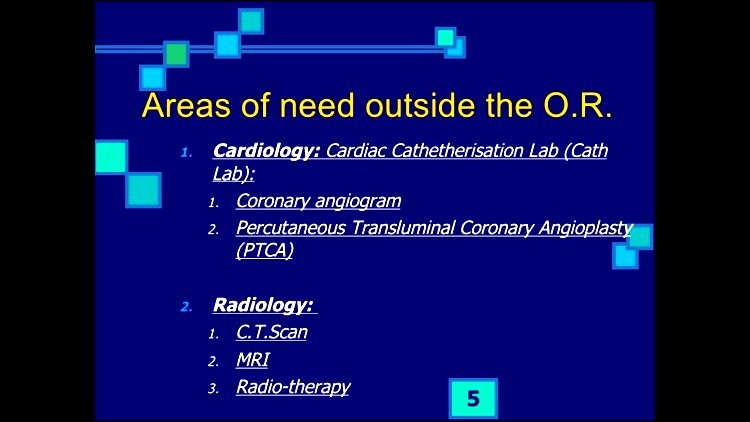 Areas of need outside the O.R.
1. Cardiology: Cardiac Cathetherisation Lab (Cath
Lab):
1. Coronary angiogram
2. Percutaneous Transluminal Coronary Angioplasty
(PTCA)
2. Radiology:
1. C.T.Scan
2. MRI
3. Radio-therapy
5